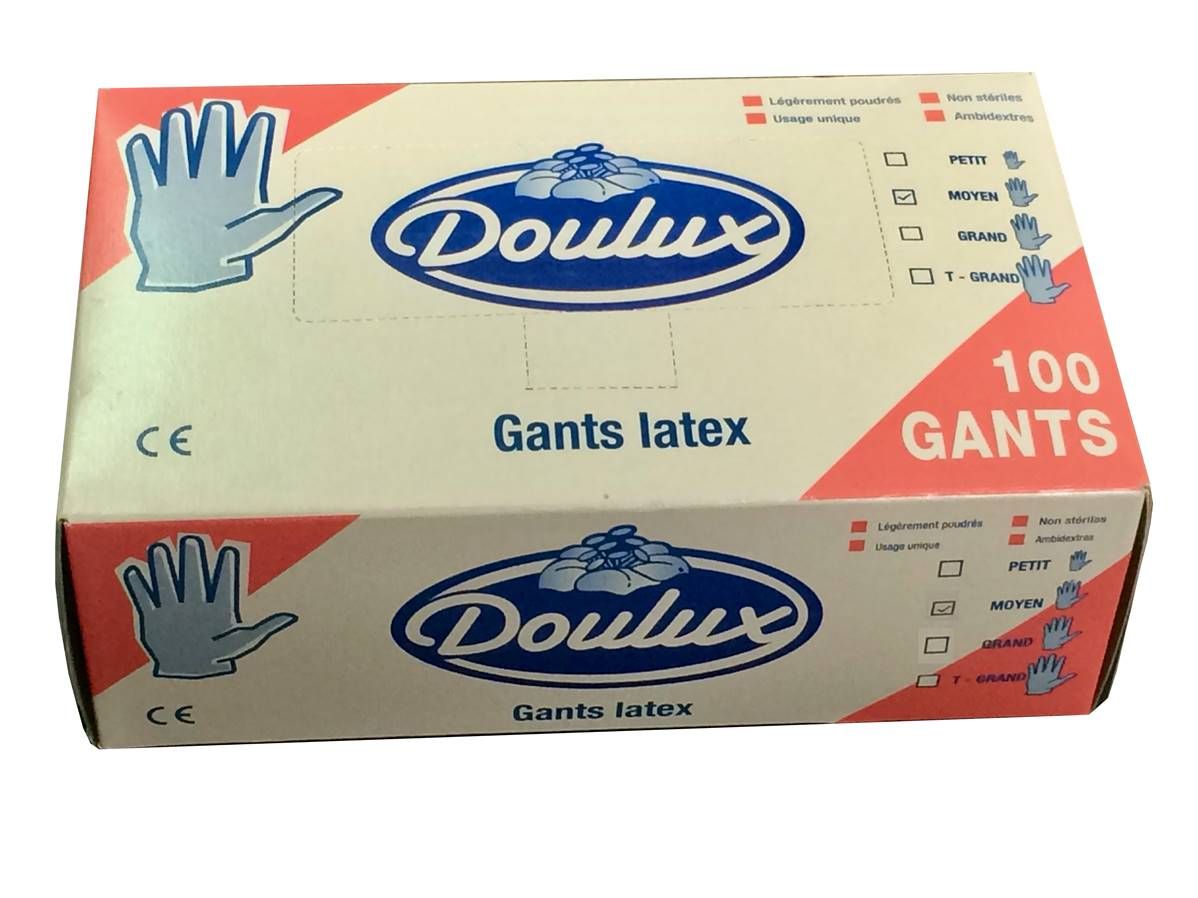 Légèrement poudrés Non stériles
Usage unique Ambidextres
PETIT
MOYEN
GRAND
T - GRAND
Doulux
100
GANTS
Gants latex
CE
Légèrement poudrés Non stériles
Usage unique Ambidextres
PETIT
MOYEN
GRAND
T - GRAND
Doulux
Gants latex
CE